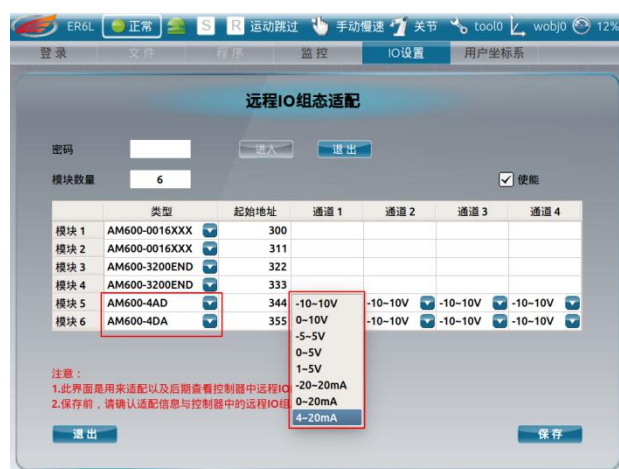 ER6L 正常 S R 运动跳过 手动慢速 关节 tool0 wobj0 12%
登录 文件 程序 监控 IO设置 用户坐标系
远程IO组态适配
密码 进入 退出
模块数量 6 使能
类型 起始地址 通道 1 通道 2 通道 3 通道 4
模块 1 AM600-0016XXX 300
模块 2 AM600-0016XXX 311
模块 3 AM600-3200END 322
模块 4 AM600-3200END 333
模块 5 AM600-4AD 344 -10~10V -10~10V -10~10V -10~10V
模块 6 AM600-4DA 355 0~10V -10~10V -10~10V -10~10V
-5~5V
0~5V
1~5V
-20~20mA
0~20mA
4~20mA
注意：
1.此界面是用来适配以及后期查看控制器中远程IO
2.保存前，请确认适配信息与控制器中的远程IO组
退出 保存